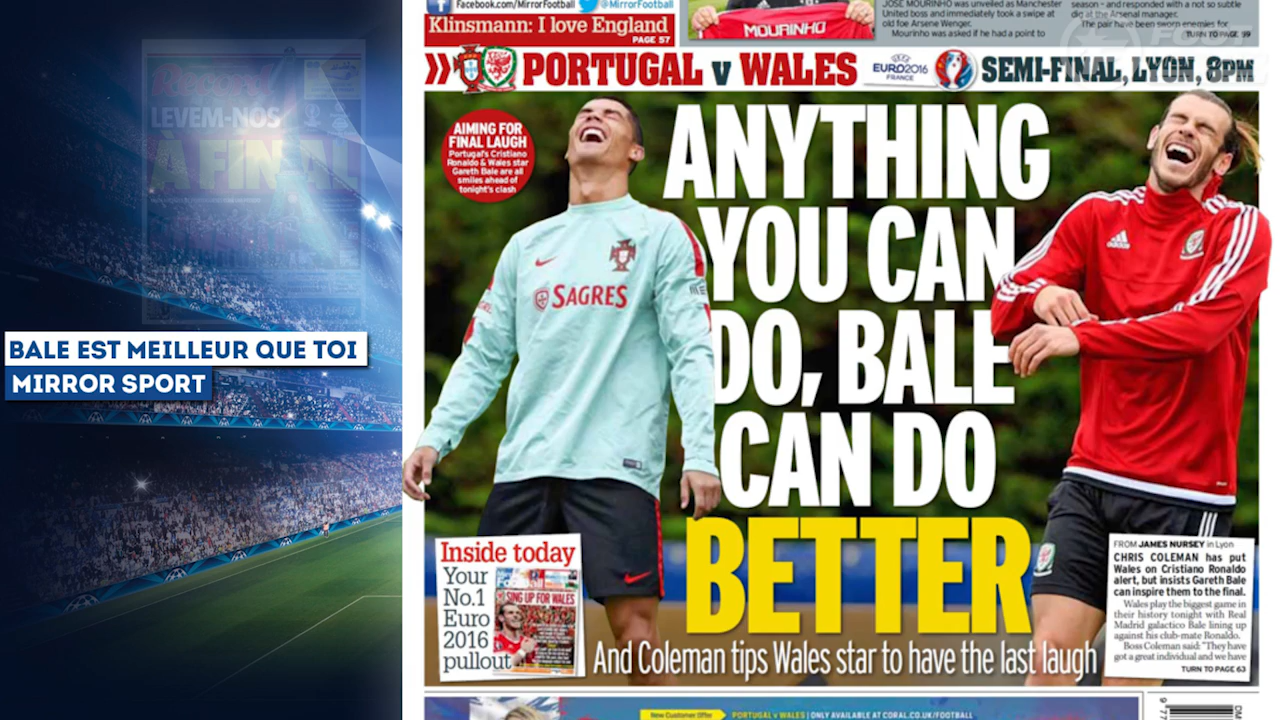 LEVEM-NOS
À FINAL
BALE EST MEILLEUR QUE TOI
MIRROR SPORT
Facebook.com/MirrorFootball
@MirrorFootball
Klinsmann: I love England
PAGE 57
MOURINHO
JOSE MOURINHO was unveiled as Manchester
United boss and immediately took a swipe at
old foe Arsene Wenger.
Mourinho was asked if he had a point to
season – and responded with a not so subtle
dig at the Arsenal manager.
The pair have been sworn enemies for
TURN TO PAGE 59
PORTUGAL v WALES
EURO2016
FRANCE
SEMI-FINAL, LYON, 8PM
AIMING FOR
FINAL LAUGH
Portugal's Cristiano
Ronaldo & Wales star
Gareth Bale are all
smiles ahead of
tonight's clash
ANYTHING
YOU CAN
DO, BALE
CAN DO
BETTER
SAGRES
adidas
And Coleman tips Wales star to have the last laugh
Inside today
Your
No.1
Euro
2016
pullout
Football
SING UP FOR WALES
FROM JAMES NURSEY in Lyon
CHRIS COLEMAN has put
Wales on Cristiano Ronaldo
alert, but insists Gareth Bale
can inspire them to the final.
Wales play the biggest game in
their history tonight with Real
Madrid galactico Bale lining up
against his club-mate Ronaldo.
Boss Coleman said: "They have
got a great individual and we have
TURN TO PAGE 63
New Customer Offer
PORTUGAL v WALES | ONLY AVAILABLE AT CORAL.CO.UK/FOOTBALL